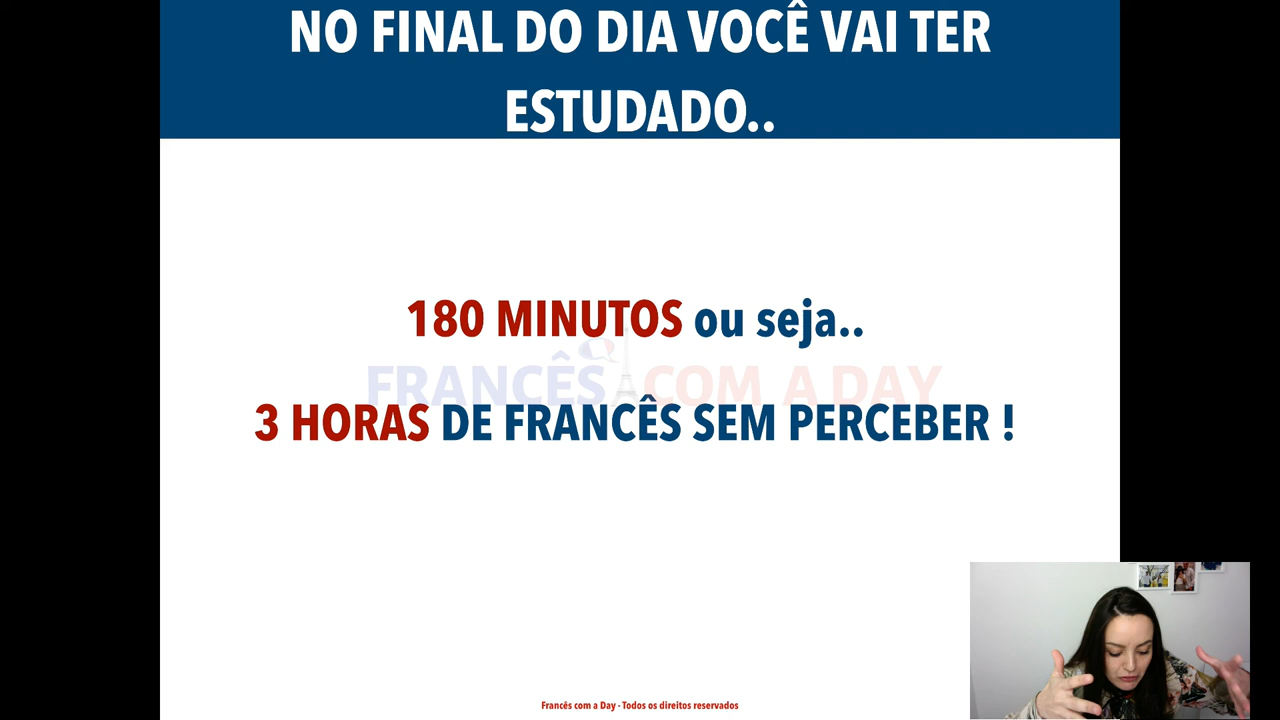 NO FINAL DO DIA VOCÊ VAI TER
ESTUDADO..
180 MINUTOS ou seja..
FRANCÊS COM A DAY
3 HORAS DE FRANCÊS SEM PERCEBER !
Francês com a Day - Todos os direitos reservados